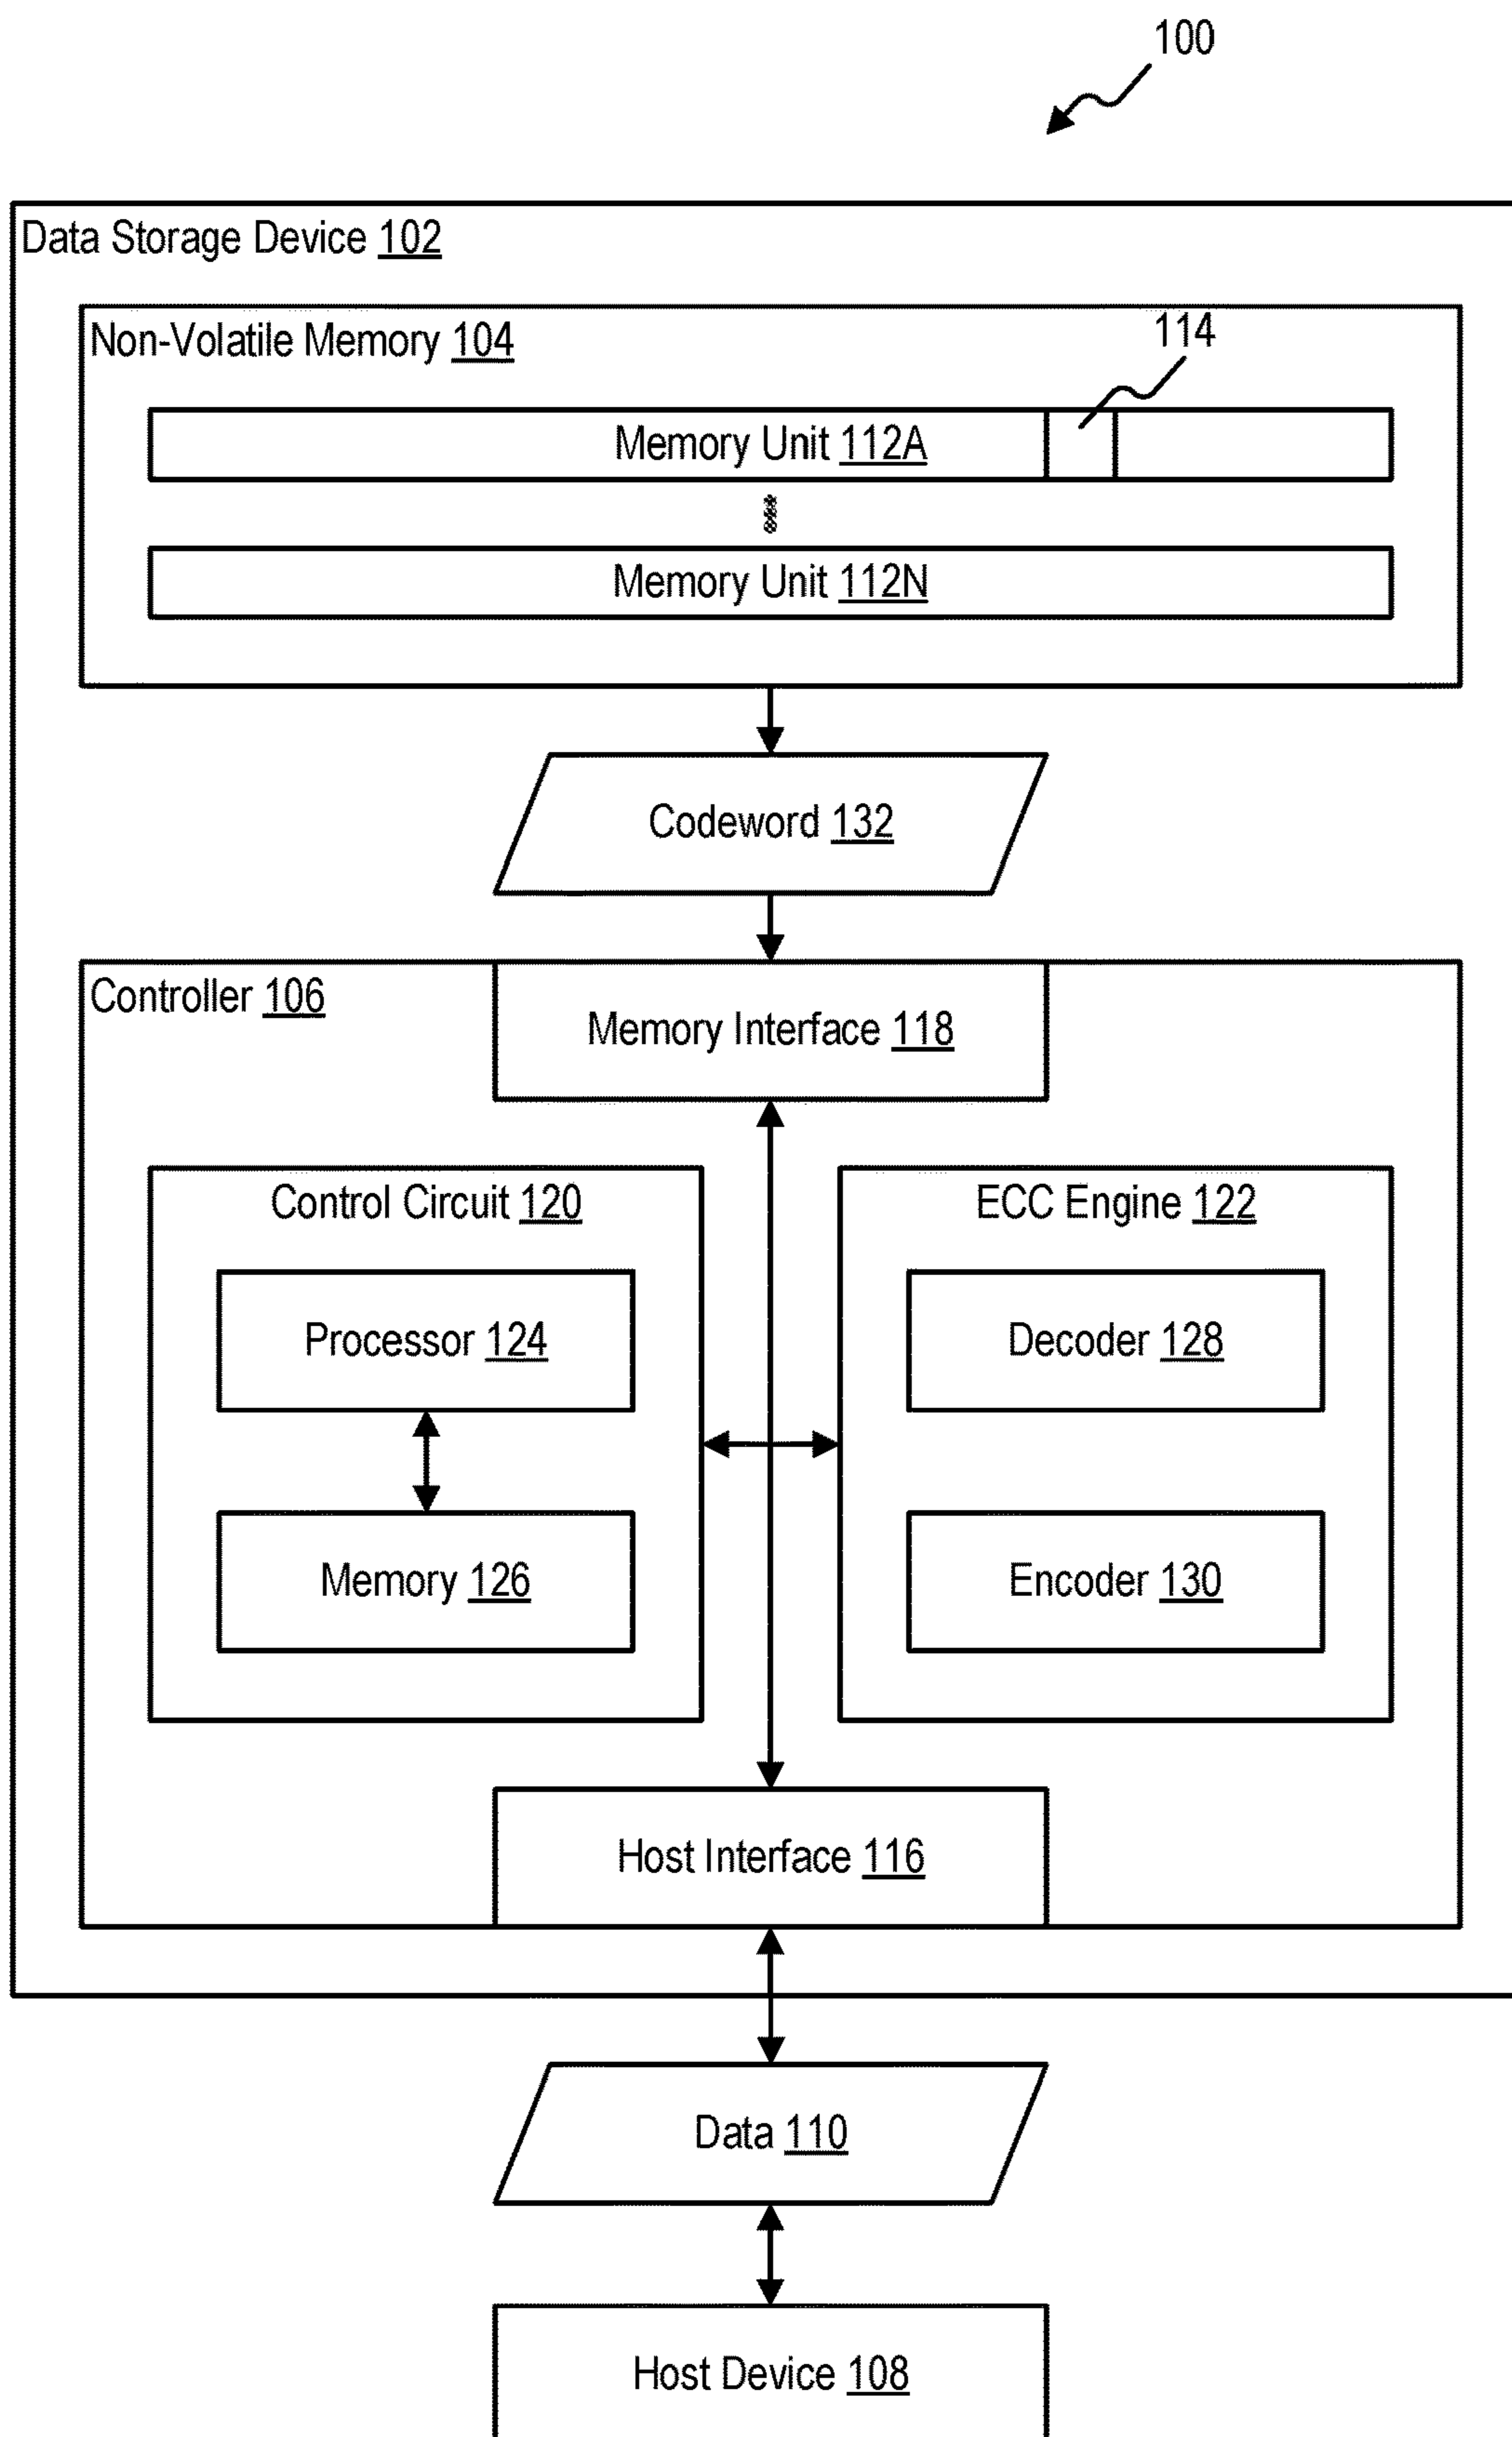 100
Data Storage Device 102
Non-Volatile Memory 104
114
Memory Unit 112A
Memory Unit 112N
Codeword 132
Controller 106
Memory Interface 118
Control Circuit 120
ECC Engine 122
Processor 124
Decoder 128
Memory 126
Encoder 130
Host Interface 116
Data 110
Host Device 108